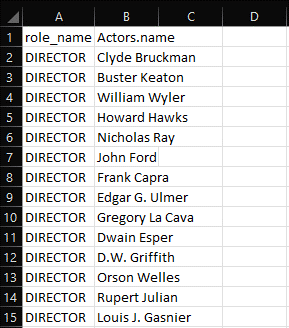 A B C D
1 role_name Actors.name
2 DIRECTOR Clyde Bruckman
3 DIRECTOR Buster Keaton
4 DIRECTOR William Wyler
5 DIRECTOR Howard Hawks
6 DIRECTOR Nicholas Ray
7 DIRECTOR John Ford
8 DIRECTOR Frank Capra
9 DIRECTOR Edgar G. Ulmer
10 DIRECTOR Gregory La Cava
11 DIRECTOR Dwain Esper
12 DIRECTOR D.W. Griffith
13 DIRECTOR Orson Welles
14 DIRECTOR Rupert Julian
15 DIRECTOR Louis J. Gasnier